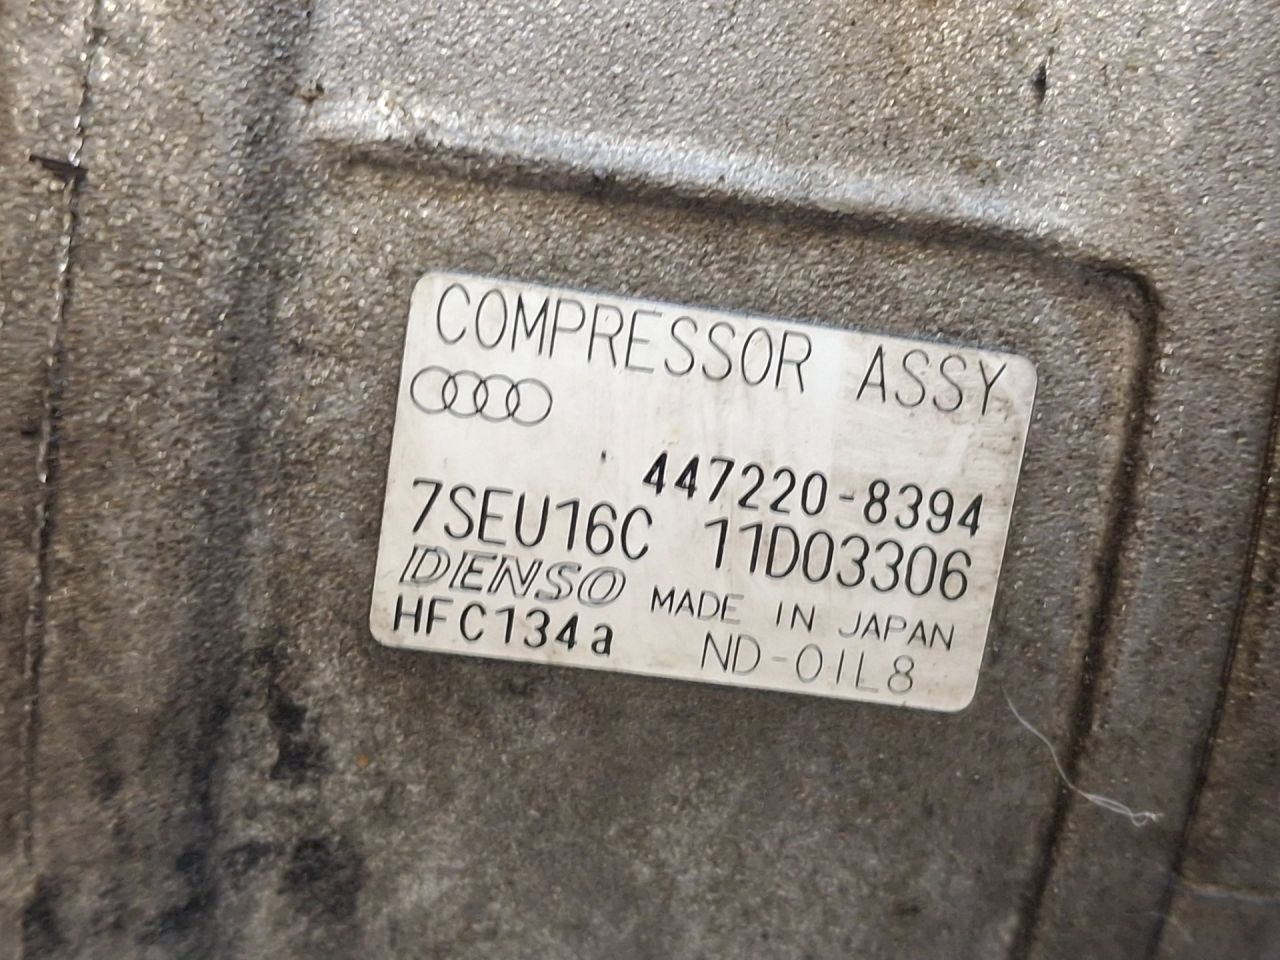 COMPRESSOR ASSY
447220-8394
7SEU16C 11D03306
DENSO MADE IN JAPAN
HFC134a ND-OIL8